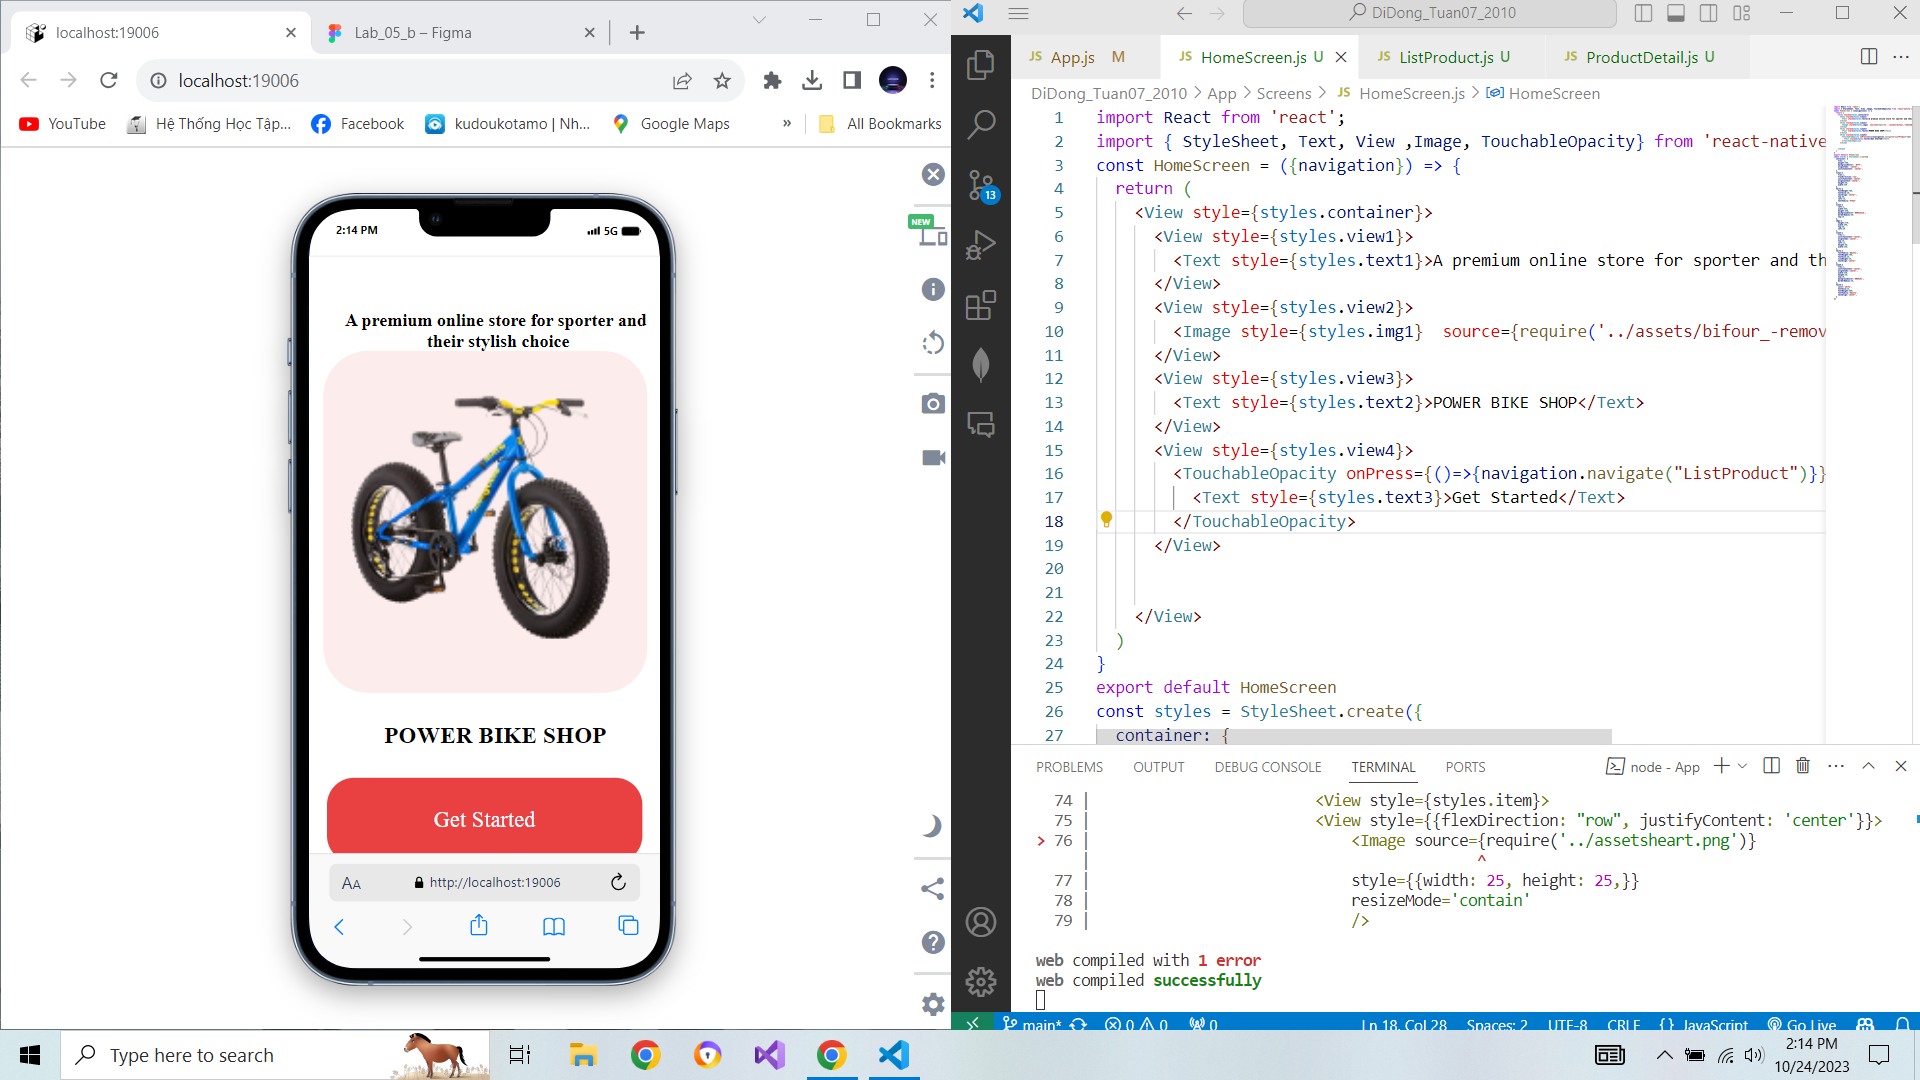 localhost:19006
Lab_05_b – Figma
localhost:19006
YouTube
Hệ Thống Học Tập...
Facebook
kudoukotamo | Nh...
Google Maps
»
All Bookmarks
NEW
2:14 PM
5G
A premium online store for sporter and
their stylish choice
POWER BIKE SHOP
Get Started
AA
http://localhost:19006
DiDong_Tuan07_2010
JS App.js M
JS HomeScreen.js U
JS ListProduct.js U
JS ProductDetail.js U
DiDong_Tuan07_2010 > App > Screens > JS HomeScreen.js > HomeScreen
13
1 import React from 'react';
2 import { StyleSheet, Text, View ,Image, TouchableOpacity} from 'react-native
3 const HomeScreen = ({navigation}) => {
4 return (
5 <View style={styles.container}>
6 <View style={styles.view1}>
7 <Text style={styles.text1}>A premium online store for sporter and th
8 </View>
9 <View style={styles.view2}>
10 <Image style={styles.img1}  source={require('../assets/bifour_-remov
11 </View>
12 <View style={styles.view3}>
13 <Text style={styles.text2}>POWER BIKE SHOP</Text>
14 </View>
15 <View style={styles.view4}>
16 <TouchableOpacity onPress={()=>{navigation.navigate("ListProduct")}}
17 <Text style={styles.text3}>Get Started</Text>
18 </TouchableOpacity>
19 </View>
20
21
22 </View>
23 )
24 }
25 export default HomeScreen
26 const styles = StyleSheet.create({
27 container: {
PROBLEMS OUTPUT DEBUG CONSOLE TERMINAL PORTS
node - App
74 | <View style={styles.item}>
75 | <View style={{flexDirection: "row", justifyContent: 'center'}}>
> 76 | <Image source={require('../assetsheart.png')}
| ^
77 | style={{width: 25, height: 25,}}
78 | resizeMode='contain'
79 | />
web compiled with 1 error
web compiled successfully
main* 0 0 0 Ln 18, Col 28 Spaces: 2 UTF-8 CRLF {} JavaScript Go Live
Type here to search
2:14 PM
10/24/2023